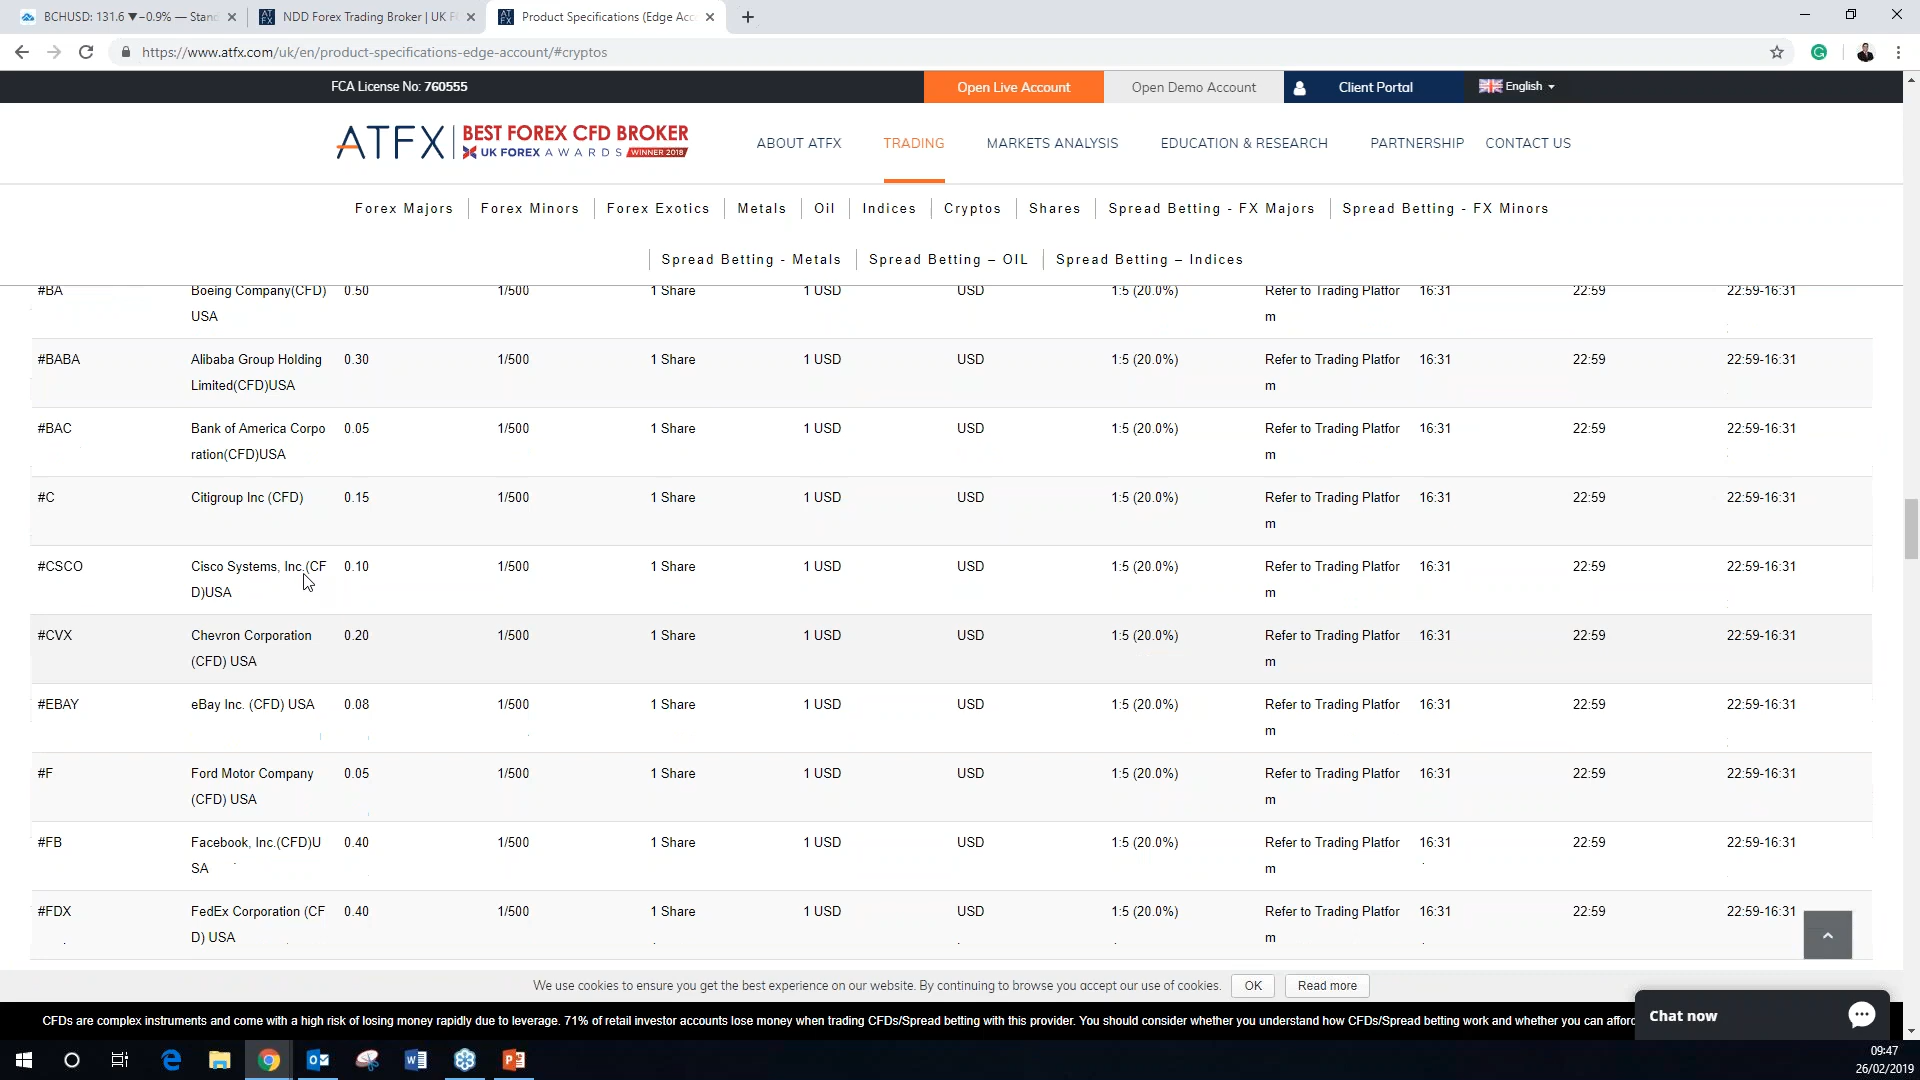 BCHUSD: 131.6 ▼−0.9% — Stan
NDD Forex Trading Broker | UK F
Product Specifications (Edge Acc
https://www.atfx.com/uk/en/product-specifications-edge-account/#cryptos
FCA License No: 760555
Open Live Account
Open Demo Account
Client Portal
English
ATFX
BEST FOREX CFD BROKER
UK FOREX AWARDS WINNER 2018
ABOUT ATFX
TRADING
MARKETS ANALYSIS
EDUCATION & RESEARCH
PARTNERSHIP
CONTACT US
Forex Majors
Forex Minors
Forex Exotics
Metals
Oil
Indices
Cryptos
Shares
Spread Betting - FX Majors
Spread Betting - FX Minors
Spread Betting - Metals
Spread Betting – OIL
Spread Betting – Indices
#BA Boeing Company(CFD) 0.50 1/500 1 Share 1 USD USD 1:5 (20.0%) Refer to Trading Platfor 16:31 22:59 22:59-16:31
USA m
#BABA Alibaba Group Holding 0.30 1/500 1 Share 1 USD USD 1:5 (20.0%) Refer to Trading Platfor 16:31 22:59 22:59-16:31
Limited(CFD)USA m
#BAC Bank of America Corpo 0.05 1/500 1 Share 1 USD USD 1:5 (20.0%) Refer to Trading Platfor 16:31 22:59 22:59-16:31
ration(CFD)USA m
#C Citigroup Inc (CFD) 0.15 1/500 1 Share 1 USD USD 1:5 (20.0%) Refer to Trading Platfor 16:31 22:59 22:59-16:31
m
#CSCO Cisco Systems, Inc.(CF 0.10 1/500 1 Share 1 USD USD 1:5 (20.0%) Refer to Trading Platfor 16:31 22:59 22:59-16:31
D)USA m
#CVX Chevron Corporation 0.20 1/500 1 Share 1 USD USD 1:5 (20.0%) Refer to Trading Platfor 16:31 22:59 22:59-16:31
(CFD) USA m
#EBAY eBay Inc. (CFD) USA 0.08 1/500 1 Share 1 USD USD 1:5 (20.0%) Refer to Trading Platfor 16:31 22:59 22:59-16:31
m
#F Ford Motor Company 0.05 1/500 1 Share 1 USD USD 1:5 (20.0%) Refer to Trading Platfor 16:31 22:59 22:59-16:31
(CFD) USA m
#FB Facebook, Inc.(CFD)U 0.40 1/500 1 Share 1 USD USD 1:5 (20.0%) Refer to Trading Platfor 16:31 22:59 22:59-16:31
SA m
#FDX FedEx Corporation (CF 0.40 1/500 1 Share 1 USD USD 1:5 (20.0%) Refer to Trading Platfor 16:31 22:59 22:59-16:31
D) USA m
We use cookies to ensure you get the best experience on our website. By continuing to browse you accept our use of cookies. OK Read more
CFDs are complex instruments and come with a high risk of losing money rapidly due to leverage. 71% of retail investor accounts lose money when trading CFDs/Spread betting with this provider. You should consider whether you understand how CFDs/Spread betting work and whether you can affor
Chat now
09:47
26/02/2019